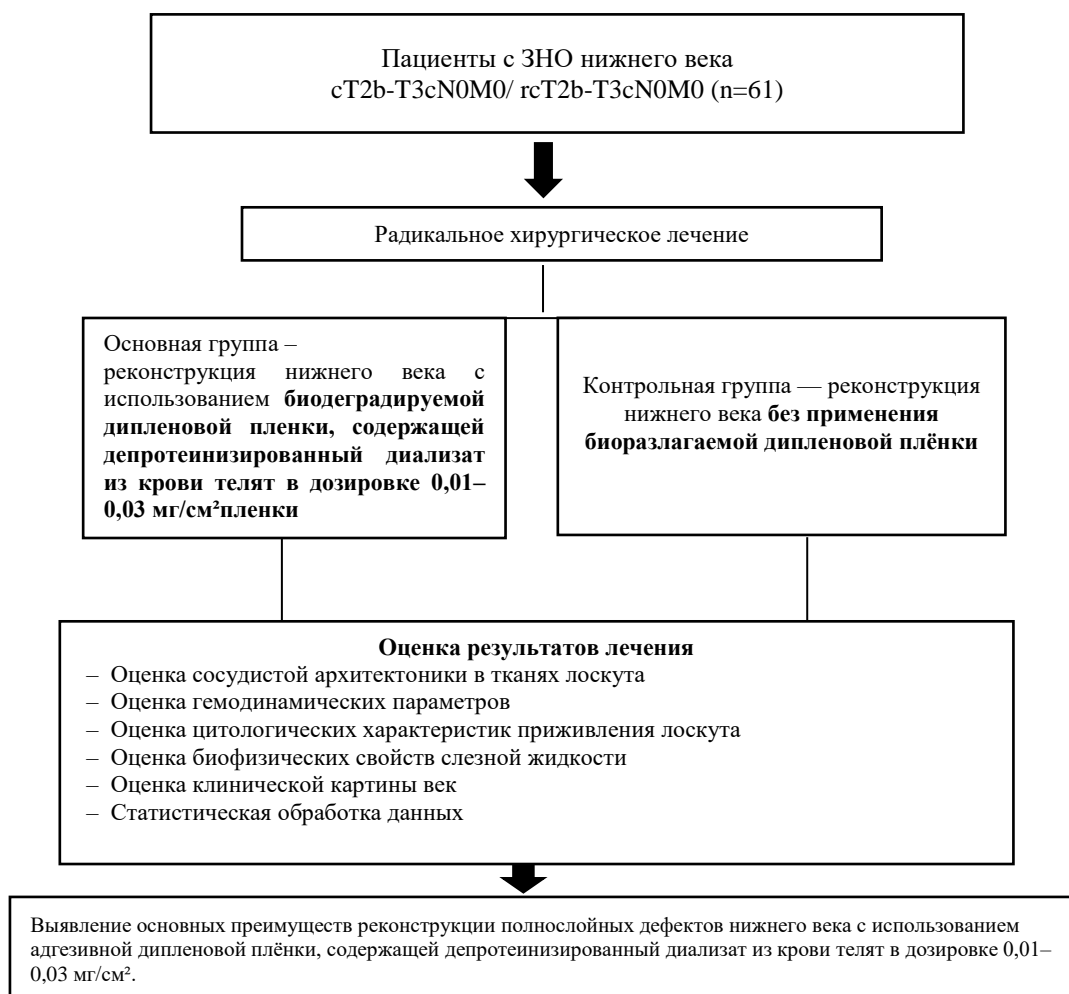 Пациенты с ЗНО нижнего века
cT2b-T3cN0M0/ rcT2b-T3cN0M0 (n=61)
Радикальное хирургическое лечение
Основная группа –
реконструкция нижнего века с
использованием биодеградируемой
дипленовой пленки, содержащей
депротеинизированный диализат
из крови телят в дозировке 0,01–
0,03 мг/см²пленки
Контрольная группа — реконструкция
нижнего века без применения
биоразлагаемой дипленовой плёнки
Оценка результатов лечения
– Оценка сосудистой архитектоники в тканях лоскута
– Оценка гемодинамических параметров
– Оценка цитологических характеристик приживления лоскута
– Оценка биофизических свойств слезной жидкости
– Оценка клинической картины век
– Статистическая обработка данных
Выявление основных преимуществ реконструкции полнослойных дефектов нижнего века с использованием
адгезивной дипленовой плёнки, содержащей депротеинизированный диализат из крови телят в дозировке 0,01–
0,03 мг/см².